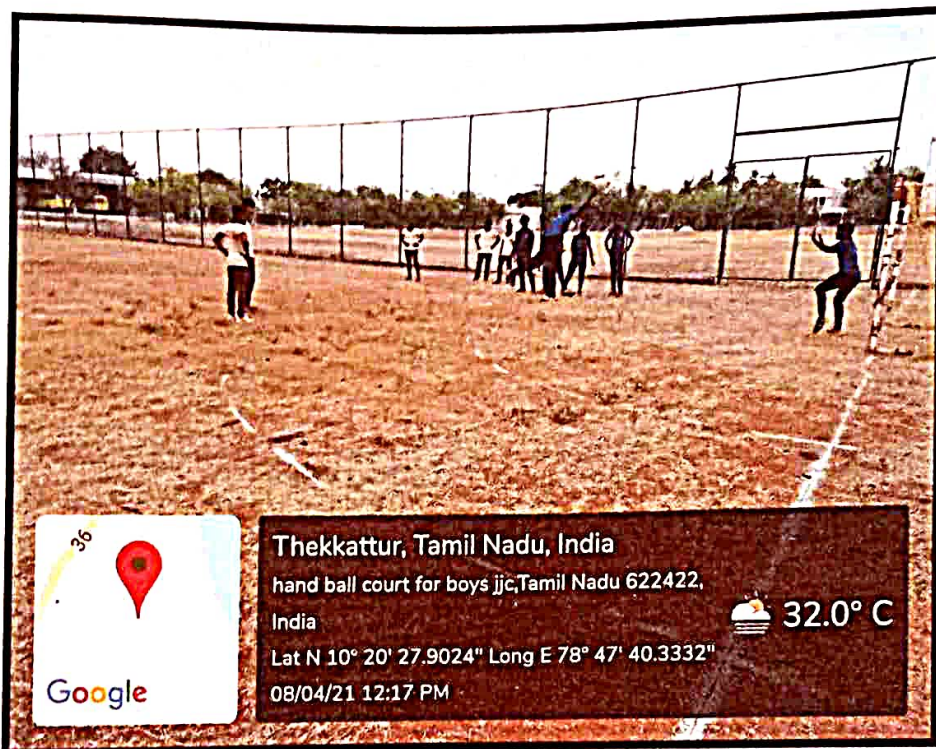 36
Google
Thekkattur, Tamil Nadu, India
hand ball court for boys jjc,Tamil Nadu 622422,
India
Lat N 10° 20' 27.9024" Long E 78° 47' 40.3332"
08/04/21 12:17 PM
32.0° C